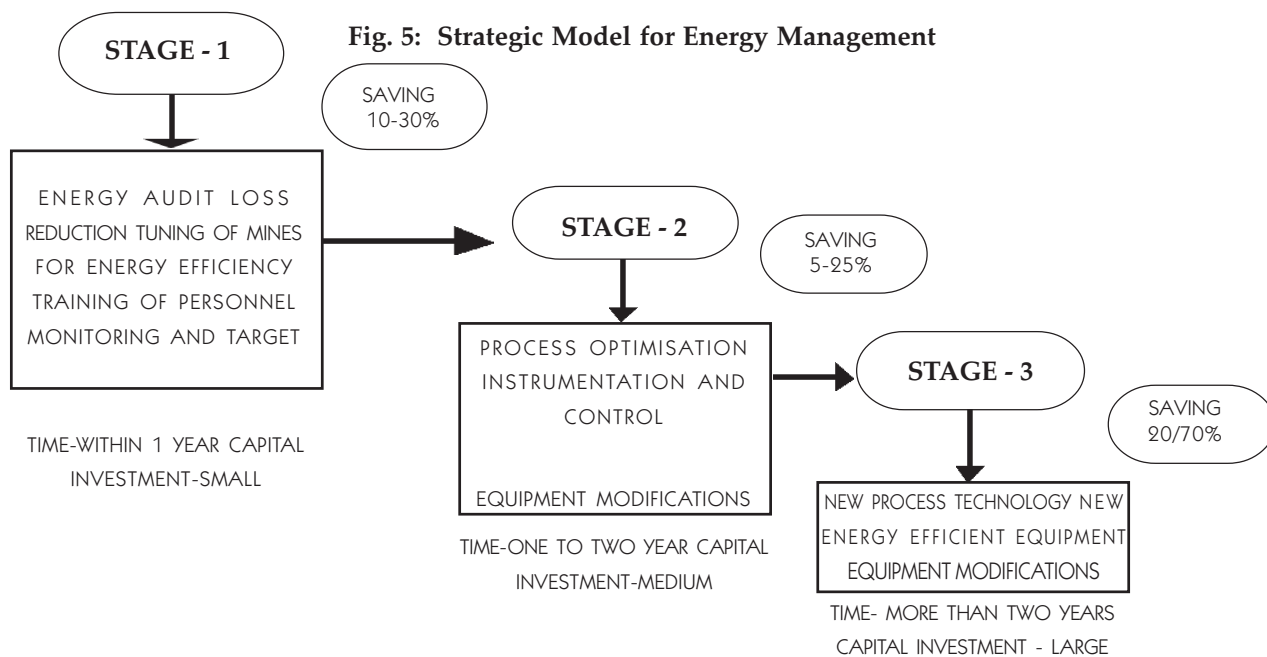 Fig. 5: Strategic Model for Energy Management
STAGE - 1
SAVING
10-30%
ENERGY AUDIT LOSS
REDUCTION TUNING OF MINES
FOR ENERGY EFFICIENCY
TRAINING OF PERSONNEL
MONITORING AND TARGET
TIME-WITHIN 1 YEAR CAPITAL
INVESTMENT-SMALL
STAGE - 2
SAVING
5-25%
PROCESS OPTIMISATION
INSTRUMENTATION AND
CONTROL
EQUIPMENT MODIFICATIONS
TIME-ONE TO TWO YEAR CAPITAL
INVESTMENT-MEDIUM
STAGE - 3
SAVING
20/70%
NEW PROCESS TECHNOLOGY NEW
ENERGY EFFICIENT EQUIPMENT
EQUIPMENT MODIFICATIONS
TIME- MORE THAN TWO YEARS
CAPITAL INVESTMENT - LARGE